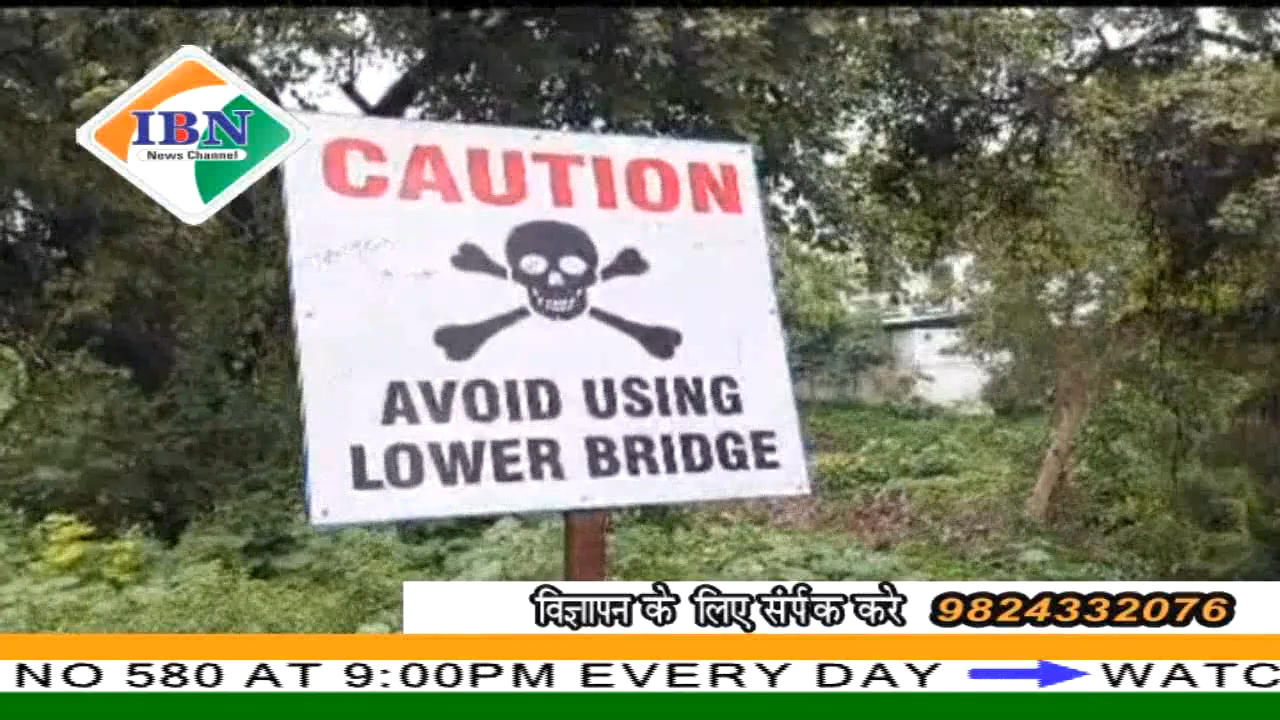 IBN
News Channel
CAUTION
AVOID USING
LOWER BRIDGE
विज्ञापन के लिए संर्पक करे 9824332076
NO 580 AT 9:00PM EVERY DAY WATC